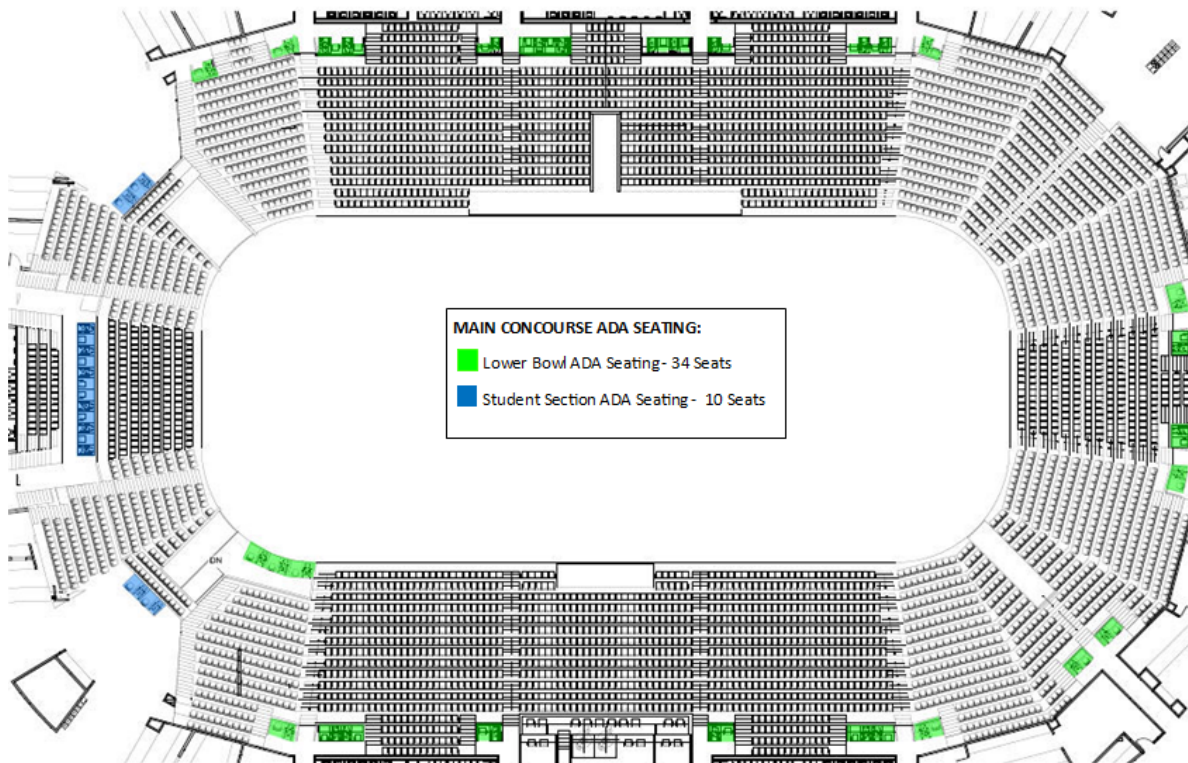 MAIN CONCOURSE ADA SEATING:
Lower Bowl ADA Seating - 34 Seats
Student Section ADA Seating - 10 Seats
DN